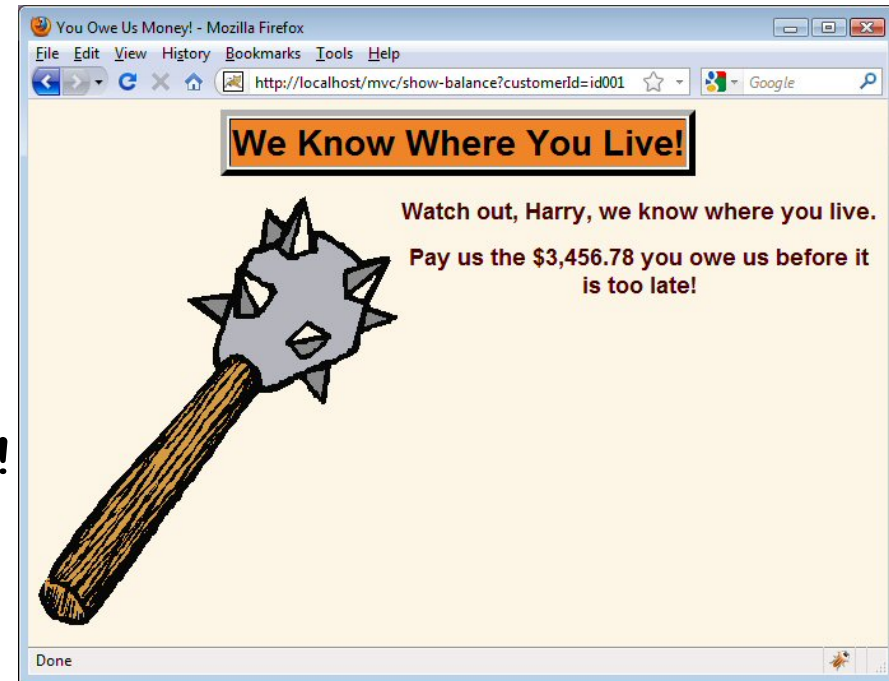 You Owe Us Money! - Mozilla Firefox
File Edit View History Bookmarks Tools Help
http://localhost/mvc/show-balance?customerId=id001 Google
We Know Where You Live!
Watch out, Harry, we know where you live.
Pay us the $3,456.78 you owe us before it
is too late!
!
Done